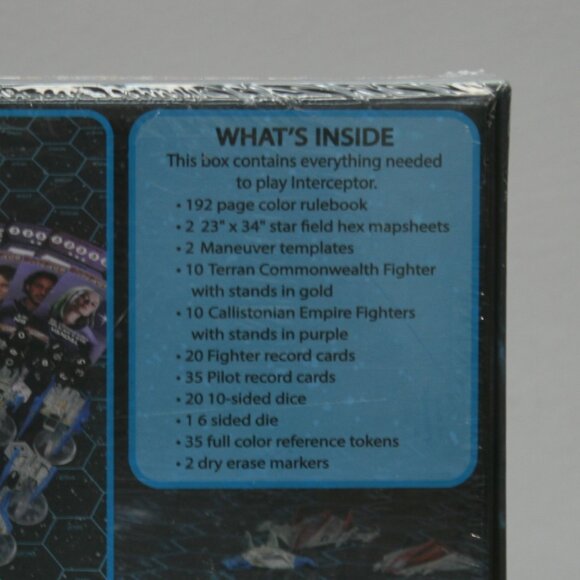 WHAT'S INSIDE
This box contains everything needed
to play Interceptor.
• 192 page color rulebook
• 2 23" x 34" star field hex mapsheets
• 2 Maneuver templates
• 10 Terran Commonwealth Fighter
with stands in gold
• 10 Callistonian Empire Fighters
with stands in purple
• 20 Fighter record cards
• 35 Pilot record cards
• 20 10-sided dice
• 1 6 sided die
• 35 full color reference tokens
• 2 dry erase markers